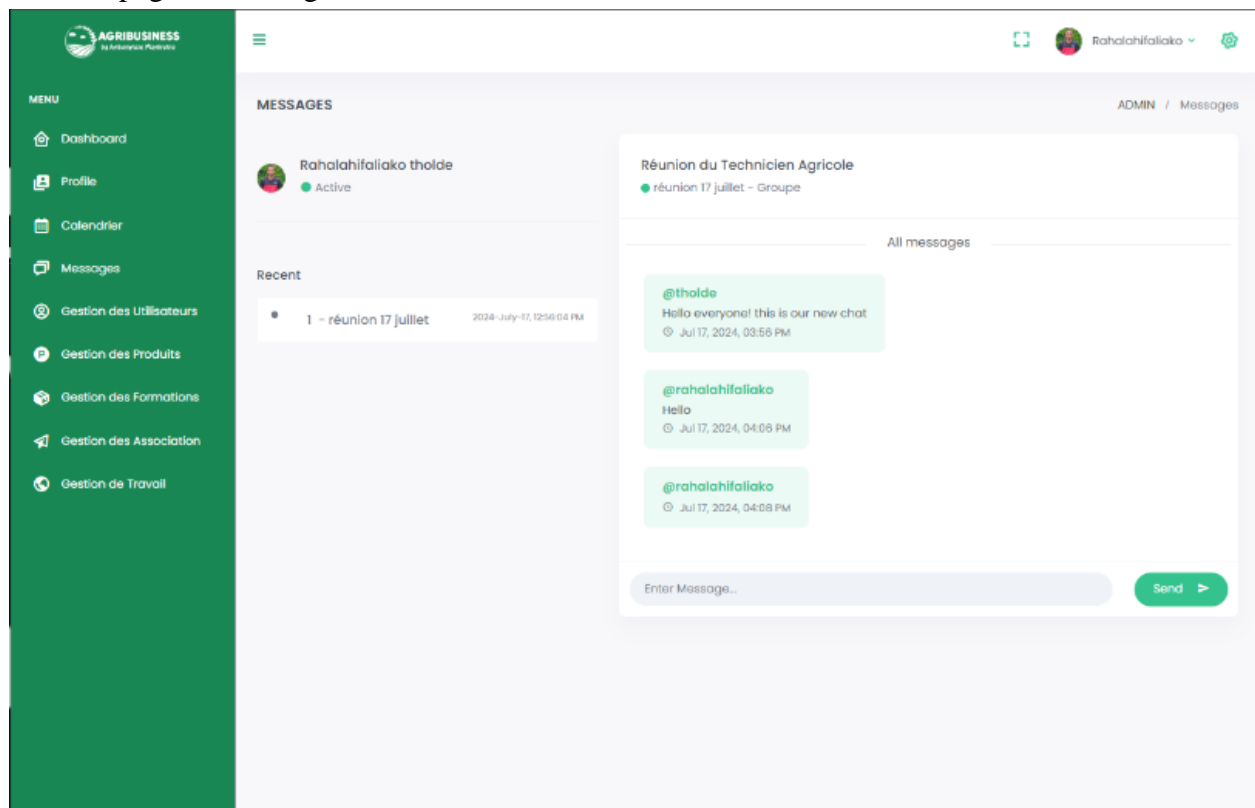 AGRIBUSINESS
Rahalahifaliako
MENU
Dashboard
Profile
Calendrier
Messages
Gestion des Utilisateurs
Gestion des Produits
Gestion des Formations
Gestion des Association
Gestion de Travail
MESSAGES
ADMIN / Messages
Rahalahifaliako tholde
Active
Recent
1 - réunion 17 juillet 2024-July-17, 12:56:04 PM
Réunion du Technicien Agricole
réunion 17 juillet - Groupe
All messages
@tholde
Hello everyone! this is our new chat
Jul 17, 2024, 03:56 PM
@rahalahifaliako
Hello
Jul 17, 2024, 04:06 PM
@rahalahifaliako
Jul 17, 2024, 04:08 PM
Enter Message...
Send